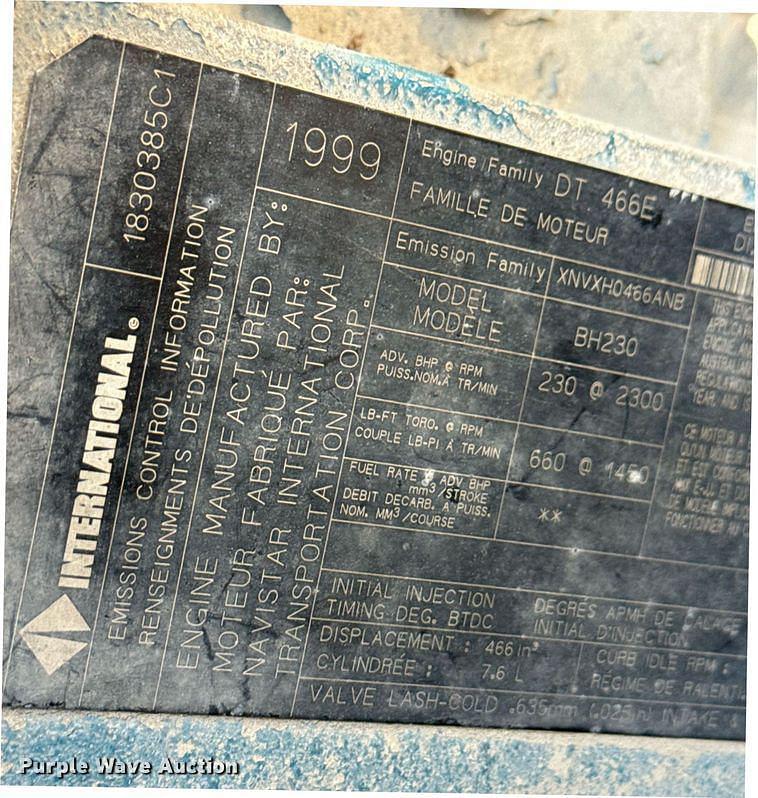 1830385C1
INTERNATIONAL®
EMISSIONS CONTROL INFORMATION
RENSEIGNMENTS DE DÉPOLLUTION
ENGINE MANUFACTURED BY:
MOTEUR FABRIQUÉ PAR:
NAVISTAR INTERNATIONAL
TRANSPORTATION CORP.
1999
Engine Family DT 466E
FAMILLE DE MOTEUR
Emission Family XNVXH0466ANB
MODEL
MODÈLE
BH230
ADV. BHP @ RPM
PUISS.NOM.À TR/MIN
230 @ 2300
LB-FT TORQ. @ RPM
COUPLE LB-PI À TR/MIN
660 @ 1450
FUEL RATE @ ADV BHP
mm³/STROKE
DEBIT DECARB. À PUISS.
NOM. MM³/COURSE
**
INITIAL INJECTION
TIMING DEG. BTDC
DEGRÉS APMH DE CALAGE
INITIAL D'INJECTION
DISPLACEMENT : 466 in³
CYLINDRÉE : 7.6 L
CURB IDLE RPM :
RÉGIME DE RALENTI
VALVE LASH-COLD .635mm (.025in) INTAKE &
Purple Wave Auction